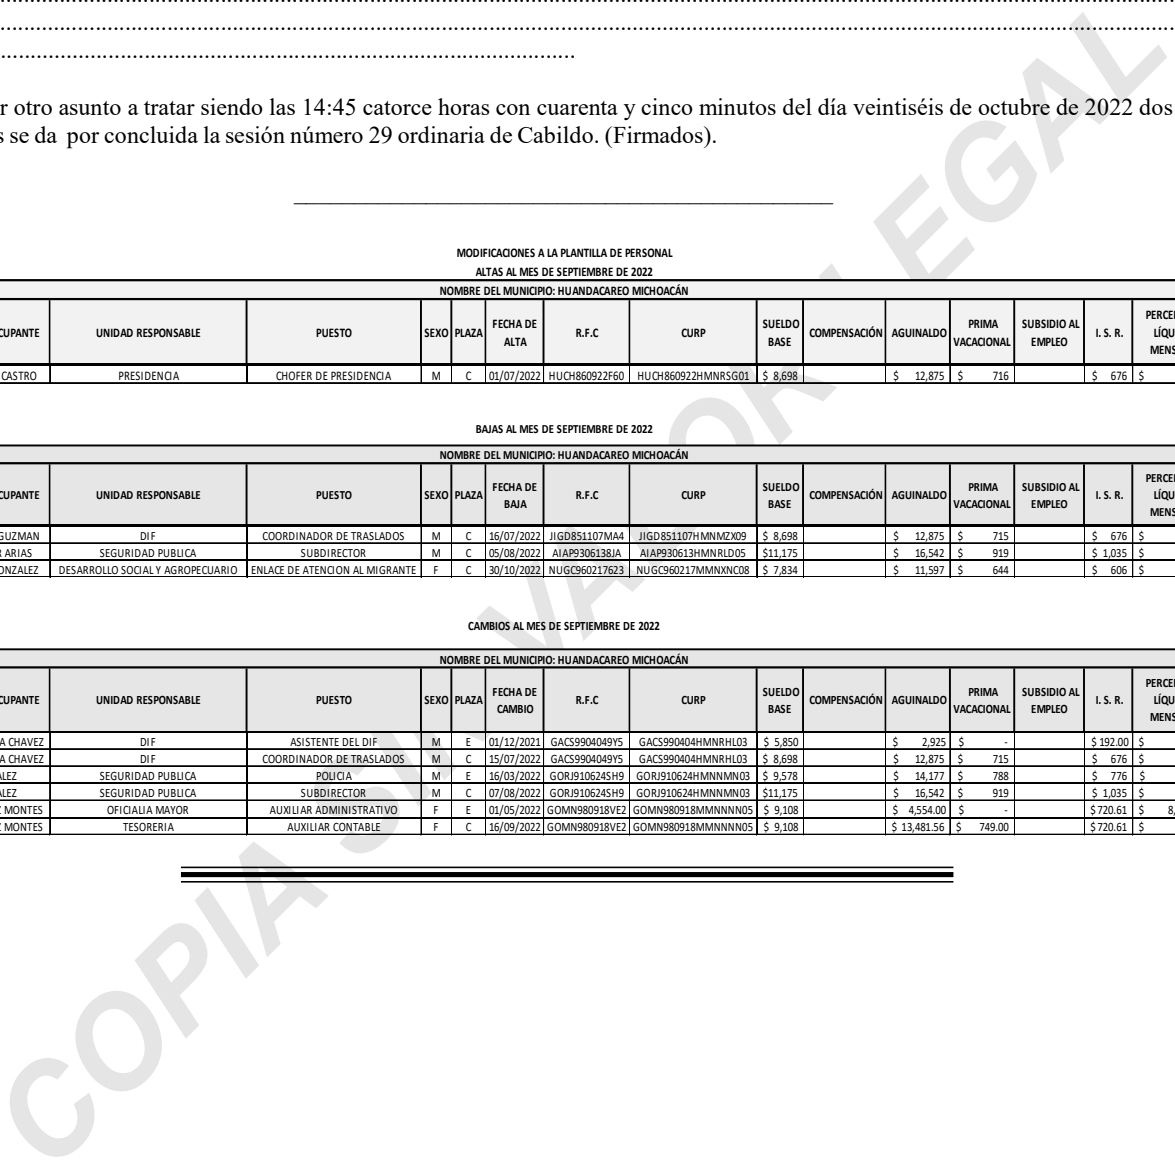 r otro asunto a tratar siendo las 14:45 catorce horas con cuarenta y cinco minutos del día veintiséis de octubre de 2022 dos
s se da por concluida la sesión número 29 ordinaria de Cabildo. (Firmados).
MODIFICACIONES A LA PLANTILLA DE PERSONAL
ALTAS AL MES DE SEPTIEMBRE DE 2022
NOMBRE DEL MUNICIPIO: HUANDACAREO MICHOACÁN
CUPANTE UNIDAD RESPONSABLE PUESTO SEXO PLAZA FECHA DE ALTA R.F.C CURP SUELDO BASE COMPENSACIÓN AGUINALDO PRIMA VACACIONAL SUBSIDIO AL EMPLEO I. S. R. PERCE LÍQU MENS
CASTRO PRESIDENCIA CHOFER DE PRESIDENCIA M C 01/07/2022 HUCH860922F60 HUCH860922HMNRSG01 $ 8,698 $ 12,875 $ 716 $ 676 $
BAJAS AL MES DE SEPTIEMBRE DE 2022
NOMBRE DEL MUNICIPIO: HUANDACAREO MICHOACÁN
CUPANTE UNIDAD RESPONSABLE PUESTO SEXO PLAZA FECHA DE BAJA R.F.C CURP SUELDO BASE COMPENSACIÓN AGUINALDO PRIMA VACACIONAL SUBSIDIO AL EMPLEO I. S. R. PERCE LÍQU MENS
GUZMAN DIF COORDINADOR DE TRASLADOS M C 16/07/2022 JIGD851107MA4 JIGD851107HMNMZX09 $ 8,698 $ 12,875 $ 715 $ 676 $
R ARIAS SEGURIDAD PUBLICA SUBDIRECTOR M C 05/08/2022 AIAP9306138JA AIAP930613HMNRLD05 $11,175 $ 16,542 $ 919 $ 1,035 $
ONZALEZ DESARROLLO SOCIAL Y AGROPECUARIO ENLACE DE ATENCION AL MIGRANTE F C 30/10/2022 NUGC960217623 NUGC960217MMNXNC08 $ 7,834 $ 11,597 $ 644 $ 606 $
CAMBIOS AL MES DE SEPTIEMBRE DE 2022
NOMBRE DEL MUNICIPIO: HUANDACAREO MICHOACÁN
CUPANTE UNIDAD RESPONSABLE PUESTO SEXO PLAZA FECHA DE CAMBIO R.F.C CURP SUELDO BASE COMPENSACIÓN AGUINALDO PRIMA VACACIONAL SUBSIDIO AL EMPLEO I. S. R. PERCE LÍQU MENS
A CHAVEZ DIF ASISTENTE DEL DIF M E 01/12/2021 GACS9904049Y5 GACS990404HMNRHL03 $ 5,850 $ 2,925 $ - $ 192.00 $
A CHAVEZ DIF COORDINADOR DE TRASLADOS M C 15/07/2022 GACS9904049Y5 GACS990404HMNRHL03 $ 8,698 $ 12,875 $ 715 $ 676 $
ALEZ SEGURIDAD PUBLICA POLICIA M E 16/03/2022 GORJ910624SH9 GORJ910624HMNNMN03 $ 9,578 $ 14,177 $ 788 $ 776 $
ALEZ SEGURIDAD PUBLICA SUBDIRECTOR M C 07/08/2022 GORJ910624SH9 GORJ910624HMNNMN03 $11,175 $ 16,542 $ 919 $ 1,035 $
Z MONTES OFICIALIA MAYOR AUXILIAR ADMINISTRATIVO F E 01/05/2022 GOMN980918VE2 GOMN980918MMNNNN05 $ 9,108 $ 4,554.00 $ - $ 720.61 $ 8,
Z MONTES TESORERIA AUXILIAR CONTABLE F C 16/09/2022 GOMN980918VE2 GOMN980918MMNNNN05 $ 9,108 $ 13,481.56 $ 749.00 $ 720.61 $
COPIA SIN VALOR LEGAL